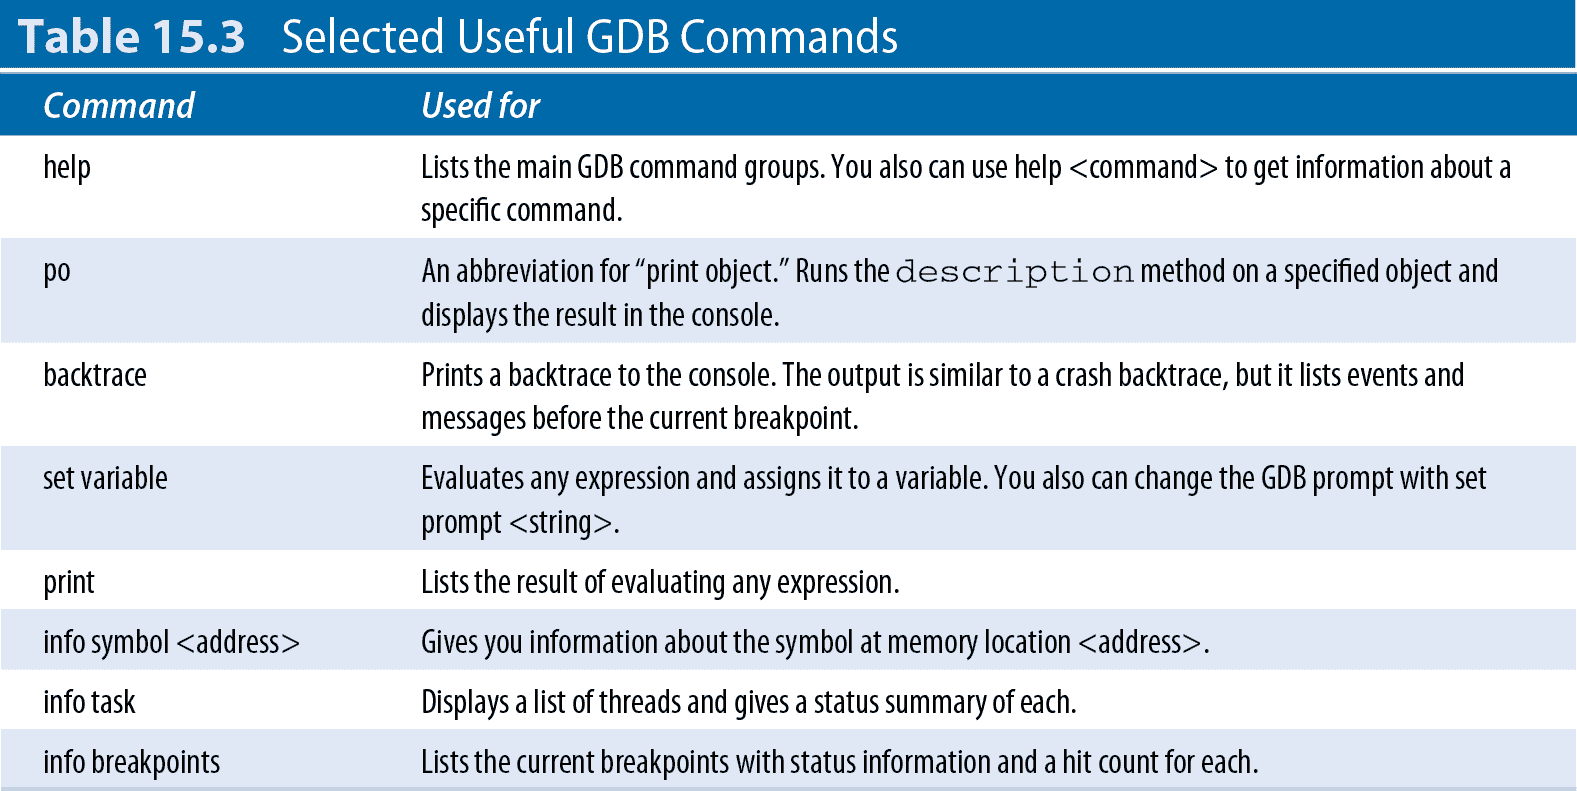 Table 15.3 Selected Useful GDB Commands
Command Used for
help Lists the main GDB command groups. You also can use help <command> to get information about a
specific command.
po An abbreviation for “print object.” Runs the description method on a specified object and
displays the result in the console.
backtrace Prints a backtrace to the console. The output is similar to a crash backtrace, but it lists events and
messages before the current breakpoint.
set variable Evaluates any expression and assigns it to a variable. You also can change the GDB prompt with set
prompt <string>.
print Lists the result of evaluating any expression.
info symbol <address> Gives you information about the symbol at memory location <address>.
info task Displays a list of threads and gives a status summary of each.
info breakpoints Lists the current breakpoints with status information and a hit count for each.